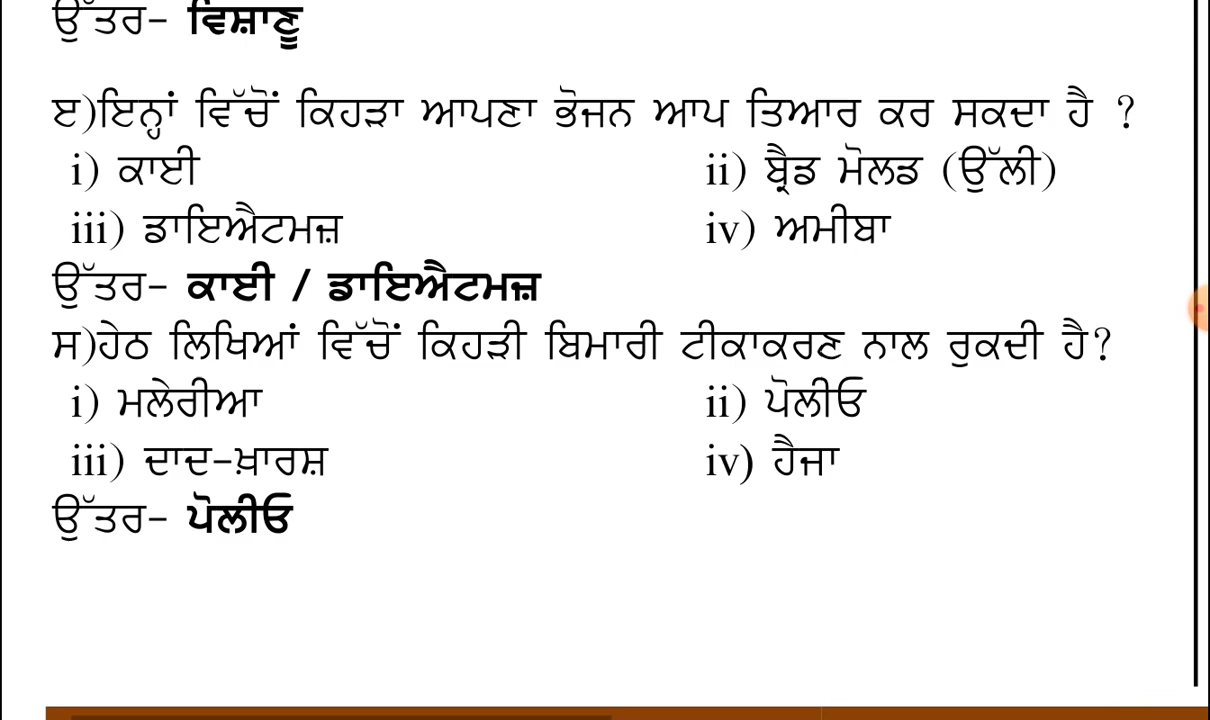 ਉੱਤਰ- ਵਿਸ਼ਾਣੂ
ੲ)ਇਨ੍ਹਾਂ ਵਿੱਚੋਂ ਕਿਹੜਾ ਆਪਣਾ ਭੋਜਨ ਆਪ ਤਿਆਰ ਕਰ ਸਕਦਾ ਹੈ ?
i) ਕਾਈ ii) ਬ੍ਰੈਡ ਮੋਲਡ (ਉੱਲੀ)
iii) ਡਾਇਐਟਮਜ਼ iv) ਅਮੀਬਾ
ਉੱਤਰ- ਕਾਈ / ਡਾਇਐਟਮਜ਼
ਸ)ਹੇਠ ਲਿਖਿਆਂ ਵਿੱਚੋਂ ਕਿਹੜੀ ਬਿਮਾਰੀ ਟੀਕਾਕਰਣ ਨਾਲ ਰੁਕਦੀ ਹੈ?
i) ਮਲੇਰੀਆ ii) ਪੋਲੀਓ
iii) ਦਾਦ-ਖ਼ਾਰਸ਼ iv) ਹੈਜਾ
ਉੱਤਰ- ਪੋਲੀਓ